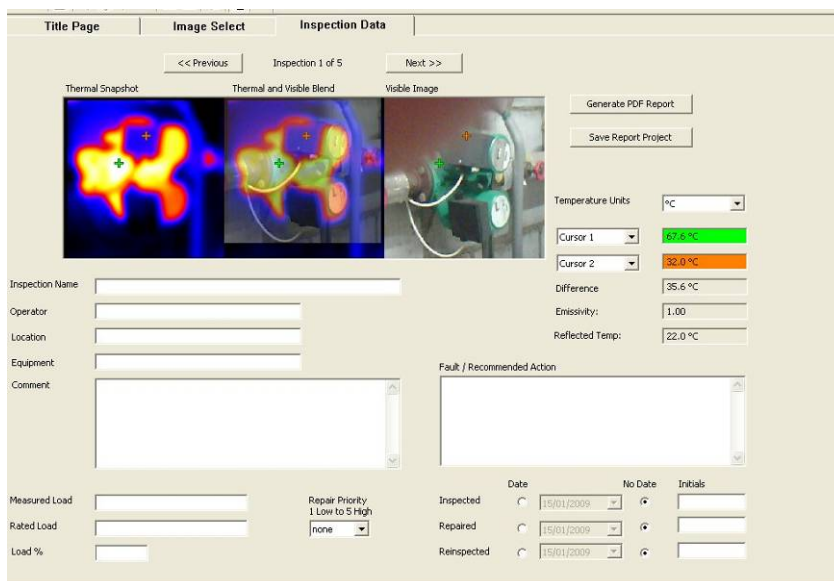 Title Page Image Select Inspection Data
<< Previous Inspection 1 of 5 Next >>
Thermal Snapshot Thermal and Visible Blend Visible Image
Generate PDF Report
Save Report Project
Temperature Units °C
Cursor 1 67.6 °C
Cursor 2 32.0 °C
Difference 35.6 °C
Emissivity: 1.00
Reflected Temp: 22.0 °C
Inspection Name
Operator
Location
Equipment
Comment
Fault / Recommended Action
Measured Load
Rated Load
Load %
Repair Priority
1 Low to 5 High
none
Date No Date Initials
Inspected 15/01/2009
Repaired 15/01/2009
Reinspected 15/01/2009